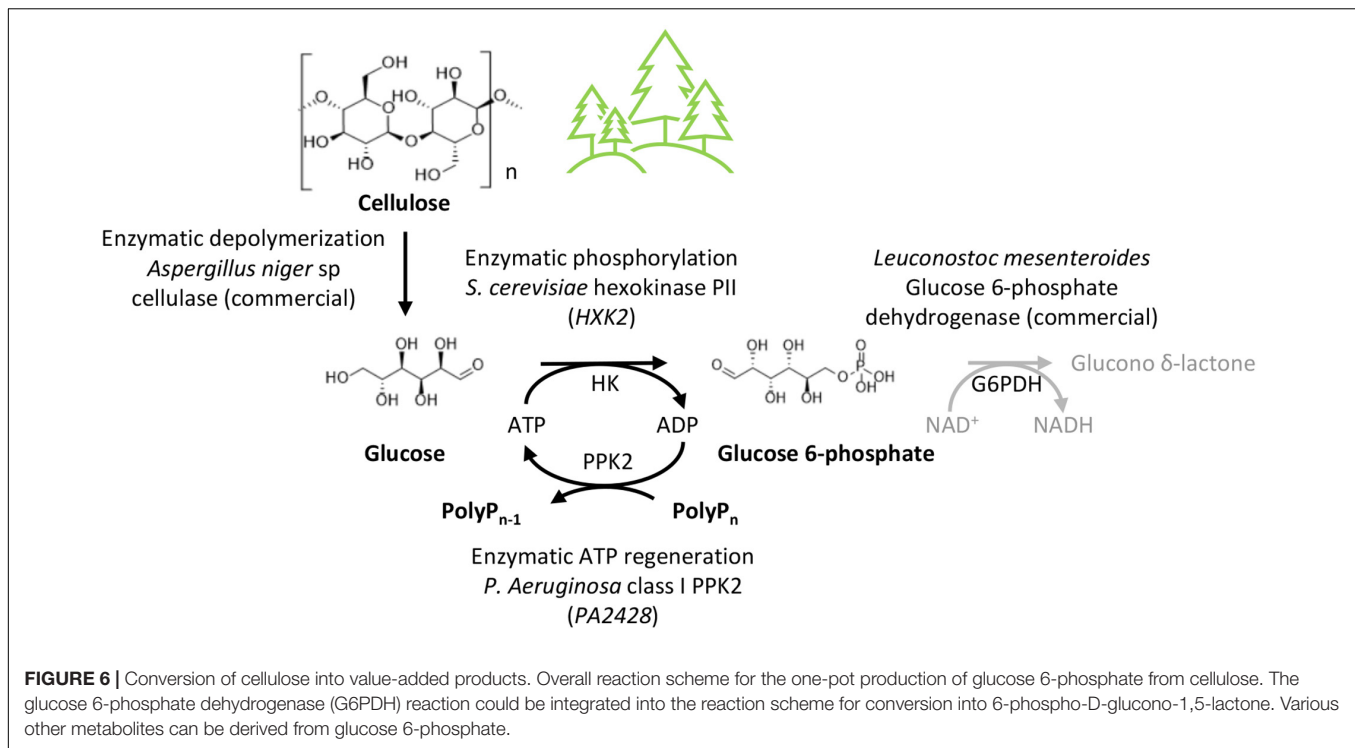 OH
HO
O
HO
OH
O
O
O
O
HO
HO
OH
O
HO
n
Cellulose
Enzymatic depolymerization
Aspergillus niger sp
cellulase (commercial)
Enzymatic phosphorylation
S. cerevisiae hexokinase PII
(HXK2)
Leuconostoc mesenteroides
Glucose 6-phosphate
dehydrogenase (commercial)
OH OH
HO O
OH OH
Glucose
HK
ATP ADP
PPK2
OH OH O
O O P OH
OH OH OH
Glucose 6-phosphate
G6PDH
Glucono δ-lactone
NAD+ NADH
PolyPn-1 PolyPn
Enzymatic ATP regeneration
P. Aeruginosa class I PPK2
(PA2428)
FIGURE 6 | Conversion of cellulose into value-added products. Overall reaction scheme for the one-pot production of glucose 6-phosphate from cellulose. The
glucose 6-phosphate dehydrogenase (G6PDH) reaction could be integrated into the reaction scheme for conversion into 6-phospho-D-glucono-1,5-lactone. Various
other metabolites can be derived from glucose 6-phosphate.